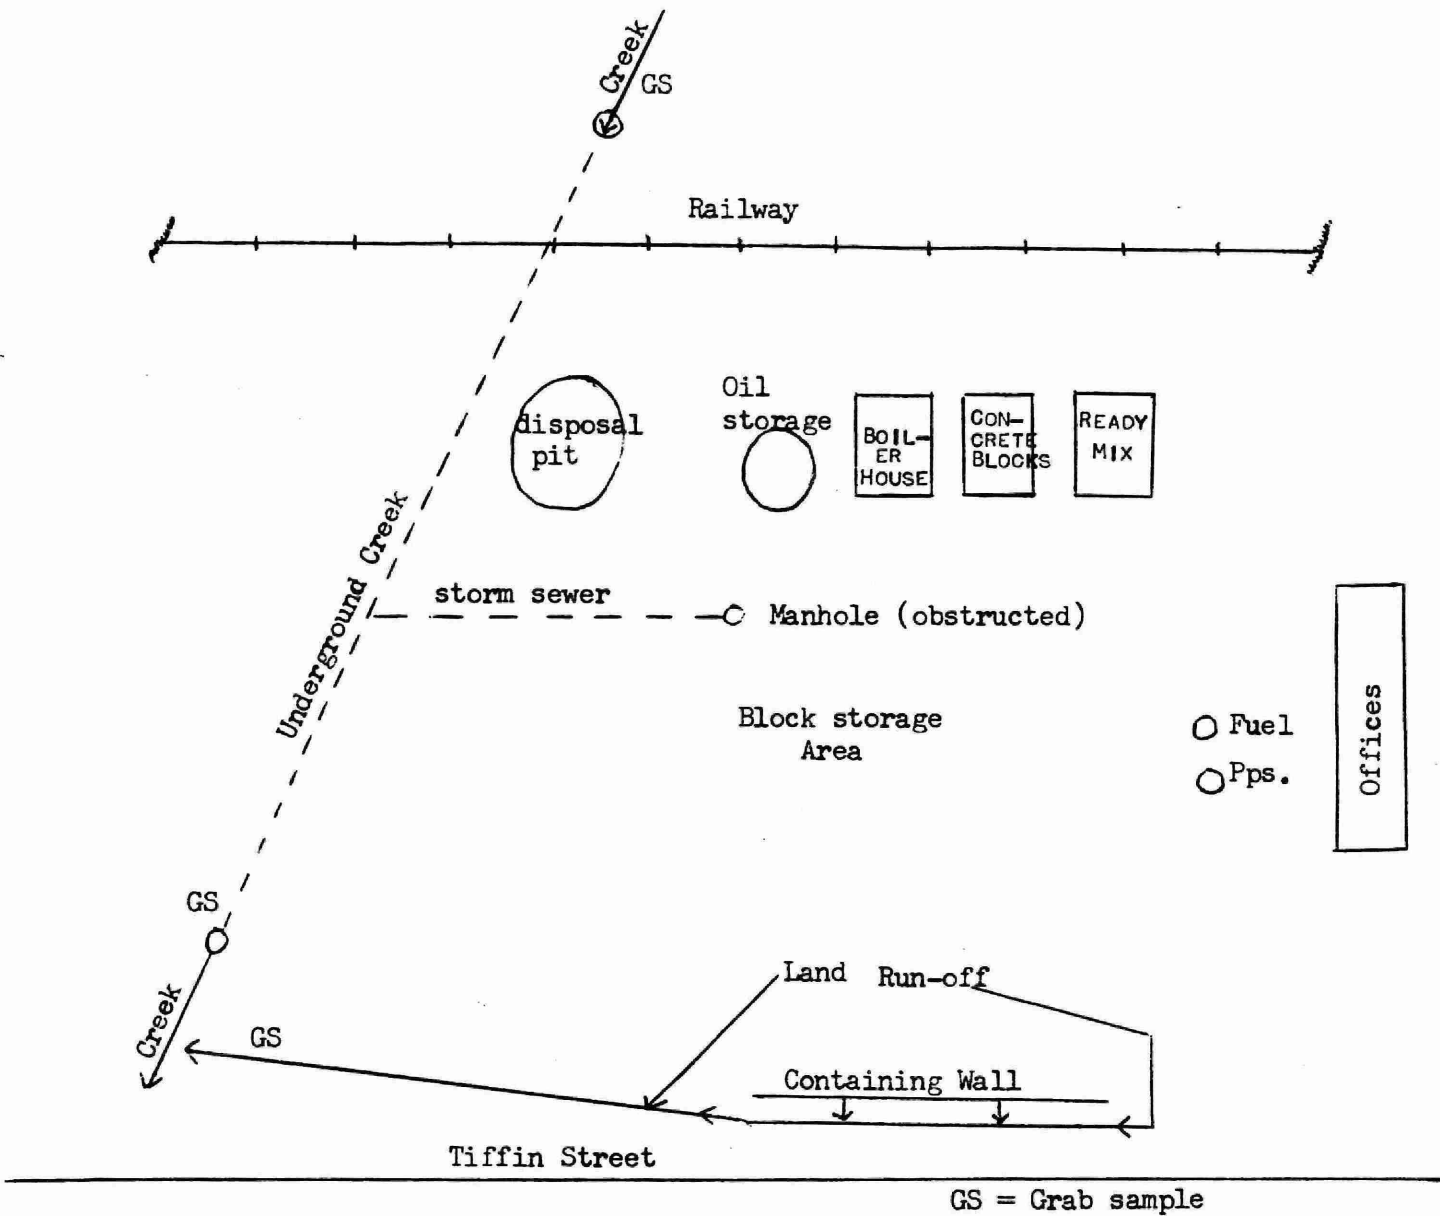 Creek
GS
Railway
Oil
storage
disposal
pit
BOIL-
ER
HOUSE
CON-
CRETE
BLOCKS
READY
MIX
Underground Creek
storm sewer
Manhole (obstructed)
Block storage
Area
Fuel
Pps.
Offices
GS
Creek
GS
Land Run-off
Containing Wall
Tiffin Street
GS = Grab sample